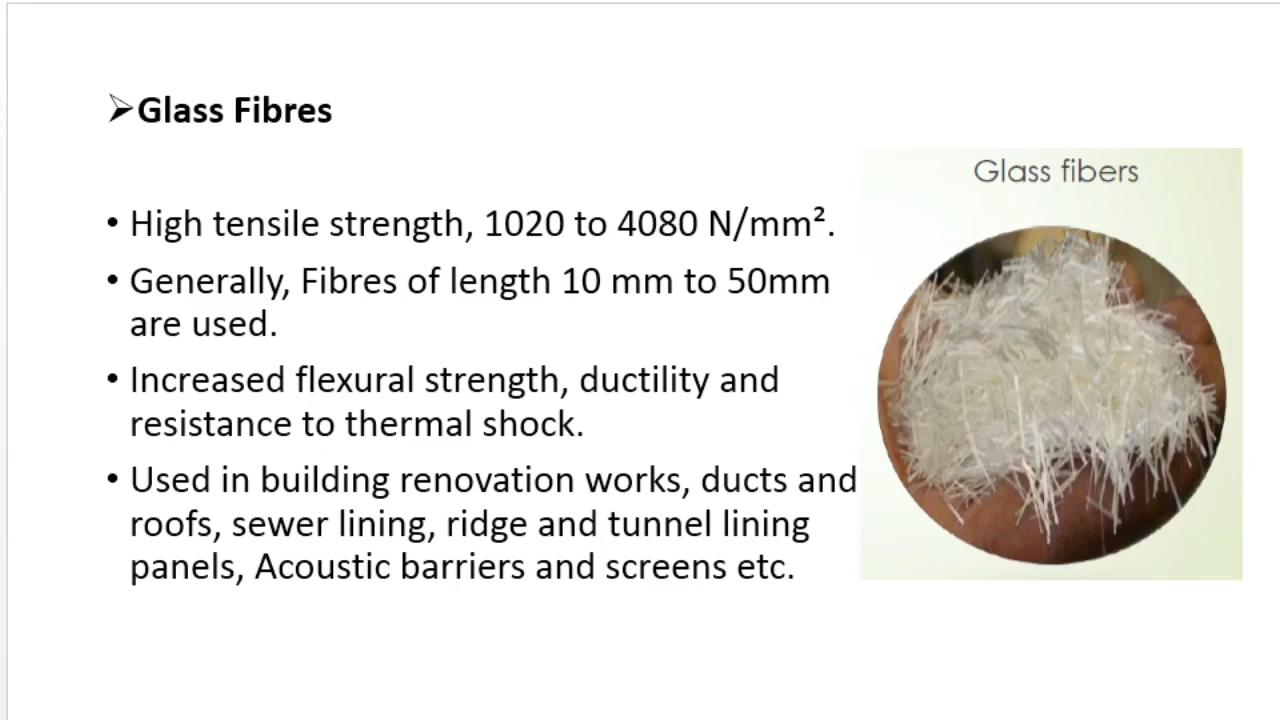 ➢Glass Fibres
Glass fibers
• High tensile strength, 1020 to 4080 N/mm².
• Generally, Fibres of length 10 mm to 50mm
are used.
• Increased flexural strength, ductility and
resistance to thermal shock.
• Used in building renovation works, ducts and
roofs, sewer lining, ridge and tunnel lining
panels, Acoustic barriers and screens etc.